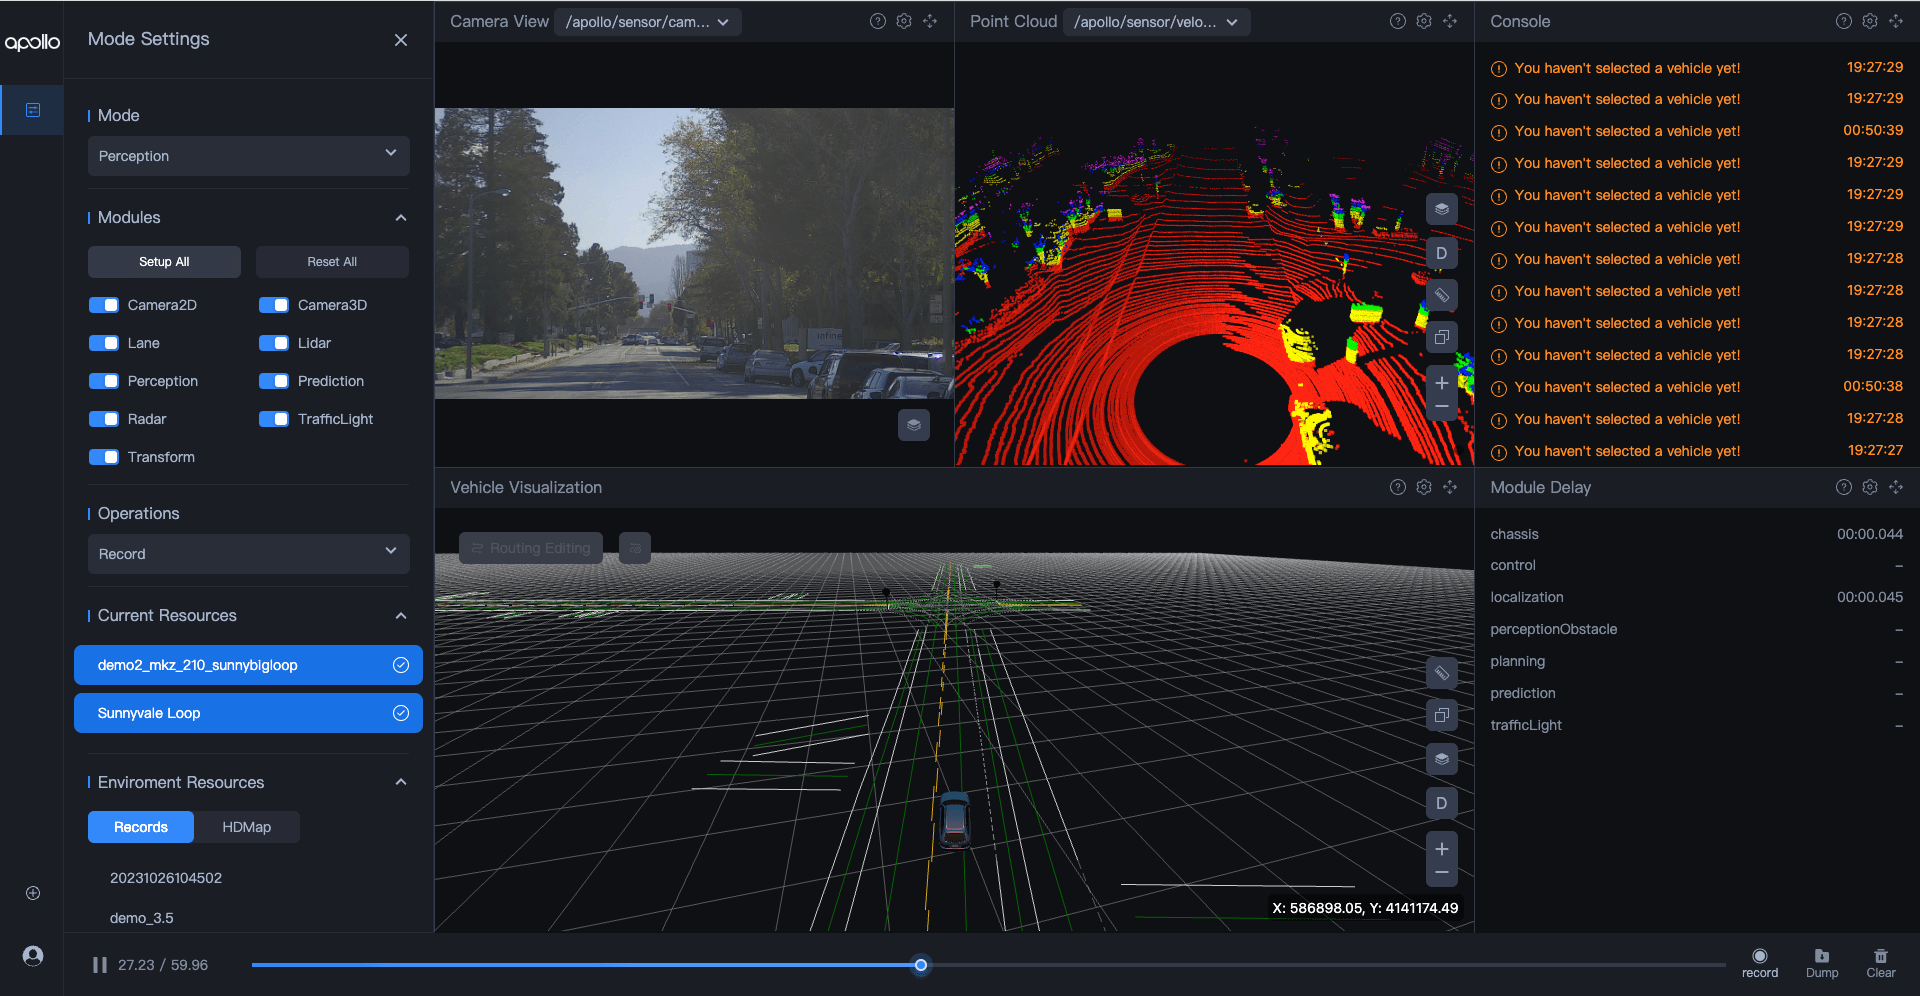 apollo
Mode Settings
Mode
Perception
Modules
Setup All
Reset All
Camera2D
Camera3D
Lane
Lidar
Perception
Prediction
Radar
TrafficLight
Transform
Operations
Record
Current Resources
demo2_mkz_210_sunnybigloop
Sunnyvale Loop
Enviroment Resources
Records
HDMap
20231026104502
demo_3.5
Camera View
/apollo/sensor/cam...
Point Cloud
/apollo/sensor/velo...
D
+
−
Console
You haven't selected a vehicle yet! 19:27:29
You haven't selected a vehicle yet! 19:27:29
You haven't selected a vehicle yet! 00:50:39
You haven't selected a vehicle yet! 19:27:29
You haven't selected a vehicle yet! 19:27:29
You haven't selected a vehicle yet! 19:27:29
You haven't selected a vehicle yet! 19:27:28
You haven't selected a vehicle yet! 19:27:28
You haven't selected a vehicle yet! 19:27:28
You haven't selected a vehicle yet! 19:27:28
You haven't selected a vehicle yet! 00:50:38
You haven't selected a vehicle yet! 19:27:28
You haven't selected a vehicle yet! 19:27:27
Vehicle Visualization
Routing Editing
D
+
−
X: 586898.05, Y: 4141174.49
Module Delay
chassis 00:00.044
control –
localization 00:00.045
perceptionObstacle –
planning –
prediction –
trafficLight –
27.23 / 59.96
record
Dump
Clear